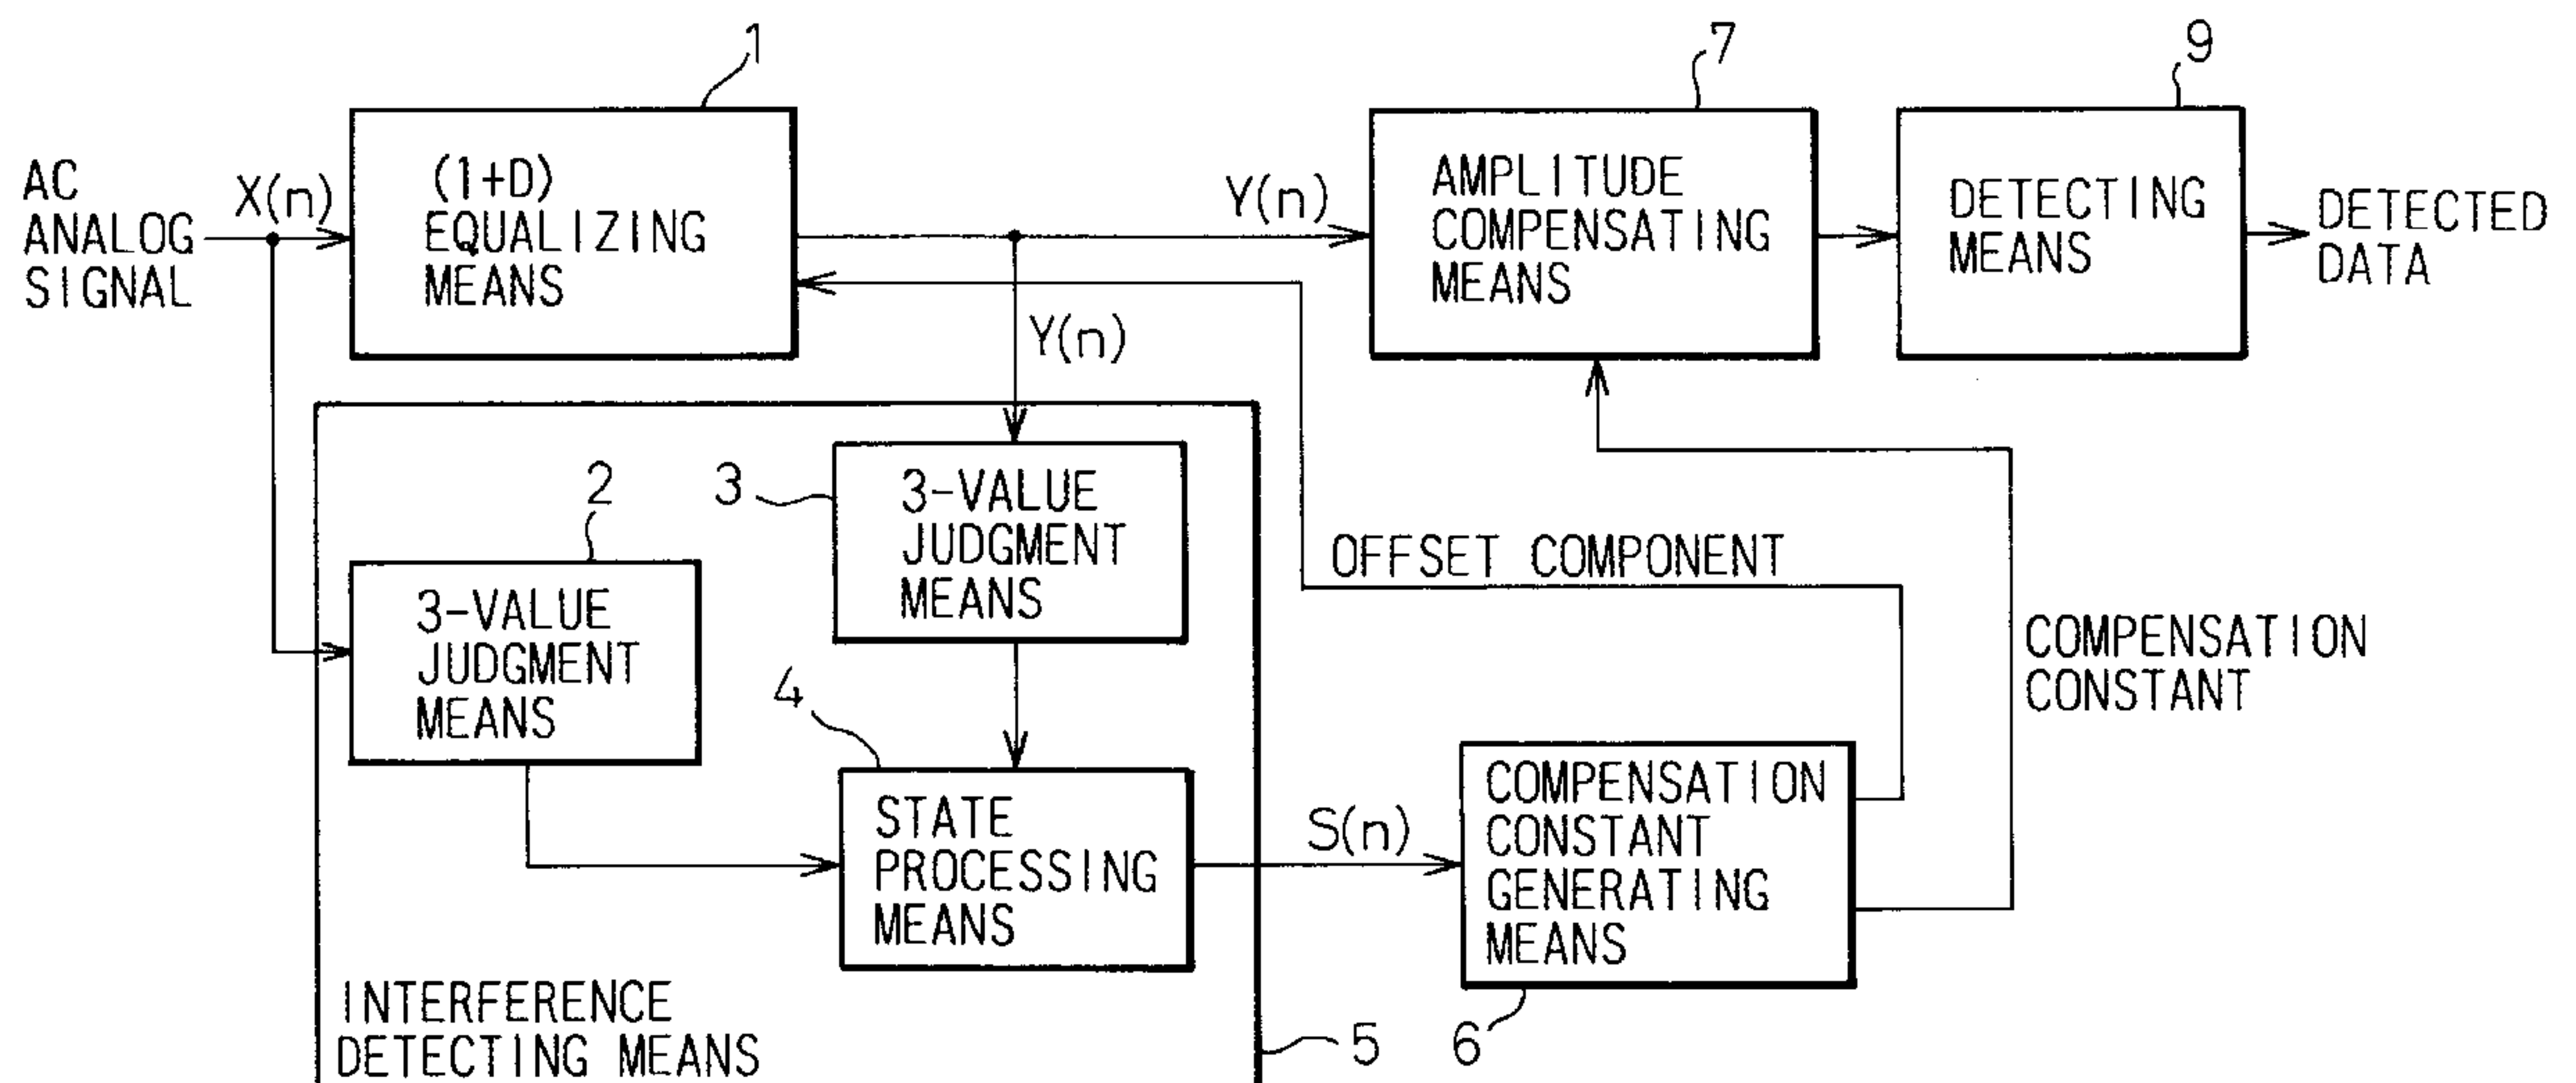 1
7
9
AC
ANALOG
SIGNAL
X(n)
(1+D)
EQUALIZING
MEANS
Y(n)
AMPLITUDE
COMPENSATING
MEANS
DETECTING
MEANS
DETECTED
DATA
Y(n)
2
3-VALUE
JUDGMENT
MEANS
3
3-VALUE
JUDGMENT
MEANS
OFFSET COMPONENT
COMPENSATION
CONSTANT
4
STATE
PROCESSING
MEANS
S(n)
COMPENSATION
CONSTANT
GENERATING
MEANS
INTERFERENCE
DETECTING MEANS
5
6